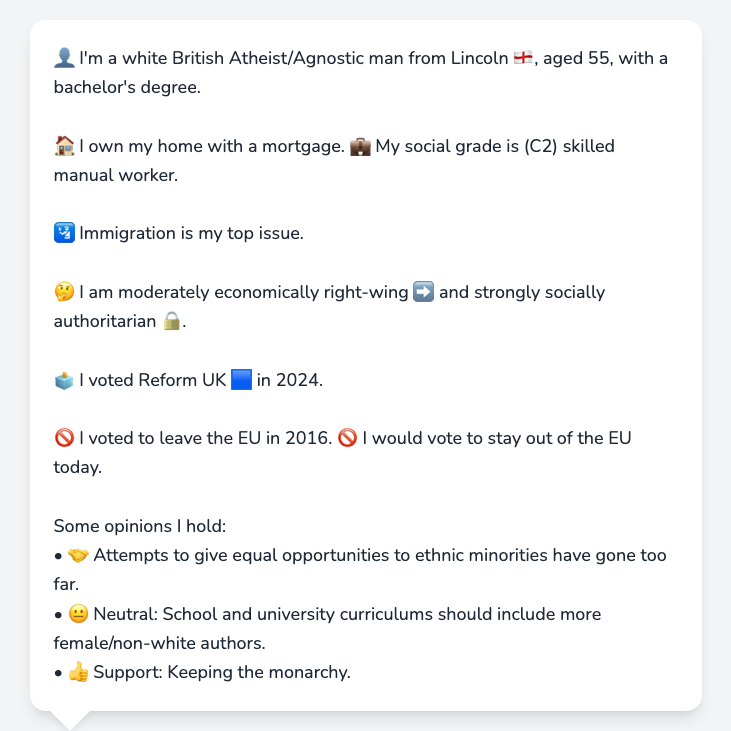 👤 I'm a white British Atheist/Agnostic man from Lincoln 🏴󠁧󠁢󠁥󠁮󠁧󠁿, aged 55, with a
bachelor's degree.
🏠 I own my home with a mortgage. 💼 My social grade is (C2) skilled
manual worker.
🛂 Immigration is my top issue.
🤔 I am moderately economically right-wing ➡️ and strongly socially
authoritarian 🔒.
🗳️ I voted Reform UK 🟦 in 2024.
🚫 I voted to leave the EU in 2016. 🚫 I would vote to stay out of the EU
today.
Some opinions I hold:
• 🤝 Attempts to give equal opportunities to ethnic minorities have gone too
far.
• 😐 Neutral: School and university curriculums should include more
female/non-white authors.
• 👍 Support: Keeping the monarchy.